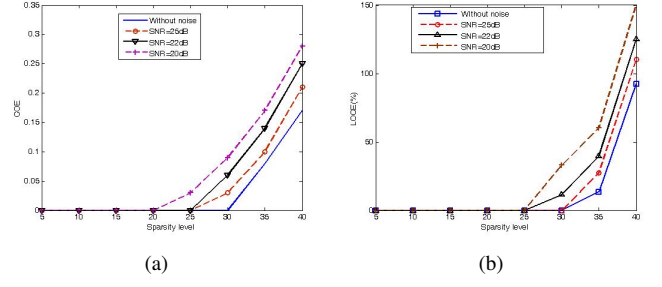 0.35
0.3
0.25
0.2
0.15
0.1
0.05
0
COE
5 10 15 20 25 30 35 40
Sparsity level
Without noise
SNR=25dB
SNR=22dB
SNR=20dB
(a)
150
100
50
0
LOCE(%)
5 10 15 20 25 30 35 40
Sparsity level
Without noise
SNR=25dB
SNR=22dB
SNR=20dB
(b)